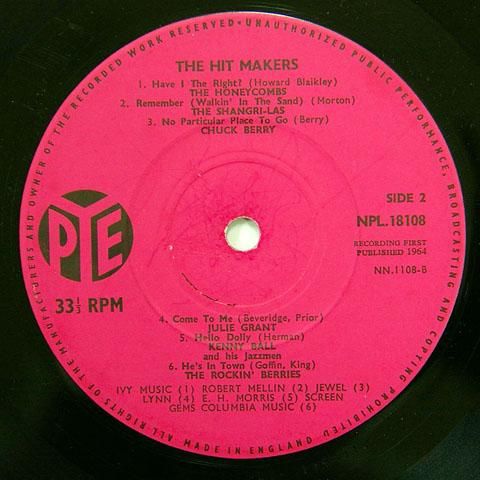 MANUFACTURERS AND OWNER OF THE RECORDED WORK RESERVED • UNAUTHORIZED PUBLIC PERFORMANCE, BROADCASTING AND COPYING PROHIBITED • MADE IN ENGLAND • ALL RIGHTS OF THE
THE HIT MAKERS
1. Have I The Right? (Howard Blaikley)
THE HONEYCOMBS
2. Remember (Walkin' In The Sand) (Morton)
THE SHANGRI-LAS
3. No Particular Place To Go (Berry)
CHUCK BERRY
PYE
33⅓ RPM
SIDE 2
NPL.18108
RECORDING FIRST
PUBLISHED 1964
NN.1108-B
4. Come To Me (Beveridge, Prior)
JULIE GRANT
5. Hello Dolly (Herman)
KENNY BALL
and his Jazzmen
6. He's In Town (Goffin, King)
THE ROCKIN' BERRIES
IVY MUSIC (1) ROBERT MELLIN (2) JEWEL (3)
LYNN (4) E. H. MORRIS (5) SCREEN
GEMS COLUMBIA MUSIC (6)